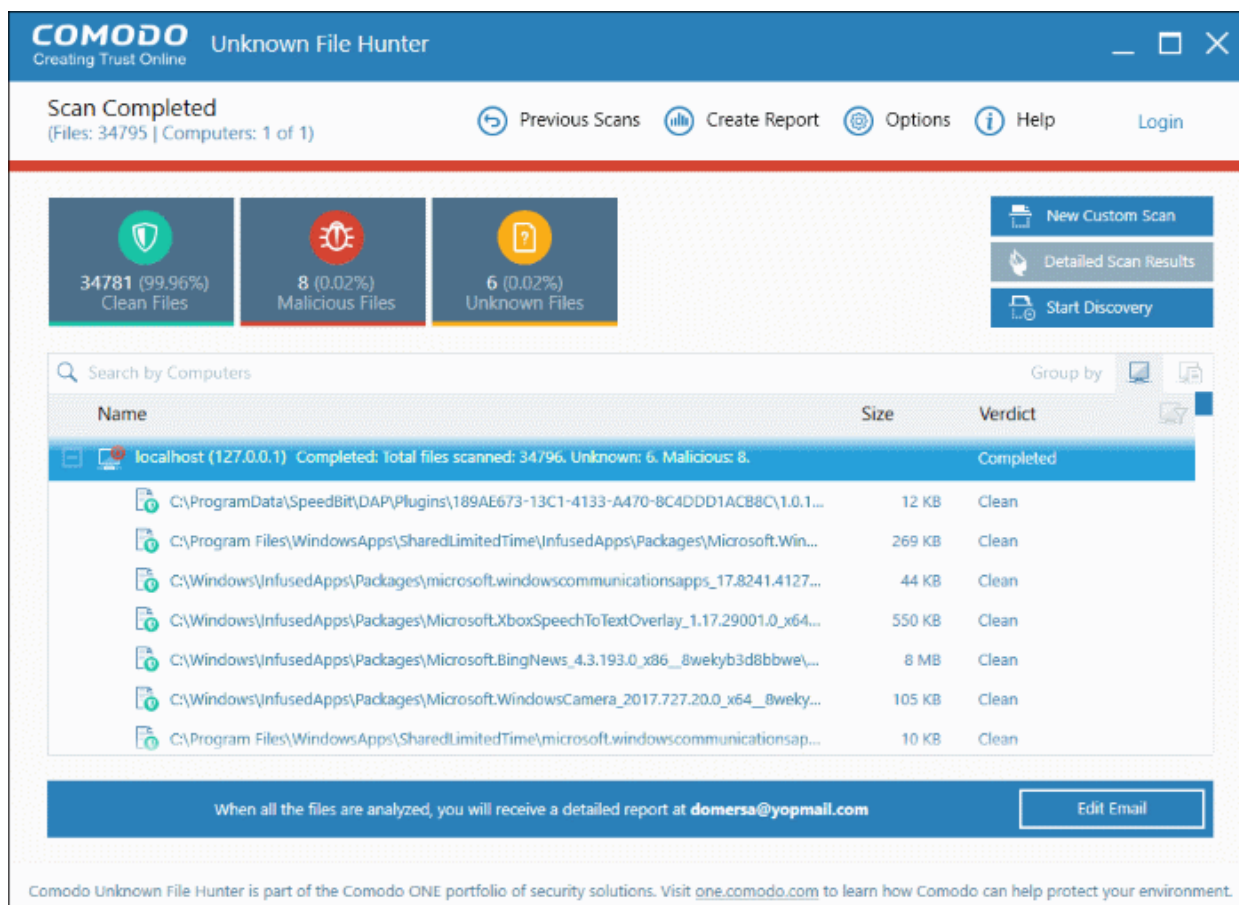 COMODO
Creating Trust Online
Unknown File Hunter
Scan Completed
(Files: 34795 | Computers: 1 of 1)
Previous Scans
Create Report
Options
Help
Login
34781 (99.96%)
Clean Files
8 (0.02%)
Malicious Files
6 (0.02%)
Unknown Files
New Custom Scan
Detailed Scan Results
Start Discovery
Search by Computers
Group by
Name Size Verdict
localhost (127.0.0.1) Completed: Total files scanned: 34796. Unknown: 6. Malicious: 8. Completed
C:\ProgramData\SpeedBit\DAP\Plugins\189AE673-13C1-4133-A470-8C4DDD1ACB8C\1.0.1... 12 KB Clean
C:\Program Files\WindowsApps\SharedLimitedTime\InfusedApps\Packages\Microsoft.Win... 269 KB Clean
C:\Windows\InfusedApps\Packages\microsoft.windowscommunicationsapps_17.8241.4127... 44 KB Clean
C:\Windows\InfusedApps\Packages\Microsoft.XboxSpeechToTextOverlay_1.17.29001.0_x64... 550 KB Clean
C:\Windows\InfusedApps\Packages\Microsoft.BingNews_4.3.193.0_x86__8wekyb3d8bbwe\... 8 MB Clean
C:\Windows\InfusedApps\Packages\Microsoft.WindowsCamera_2017.727.20.0_x64__8weky... 105 KB Clean
C:\Program Files\WindowsApps\SharedLimitedTime\microsoft.windowscommunicationsap... 10 KB Clean
When all the files are analyzed, you will receive a detailed report at domersa@yopmail.com
Edit Email
Comodo Unknown File Hunter is part of the Comodo ONE portfolio of security solutions. Visit one.comodo.com to learn how Comodo can help protect your environment.